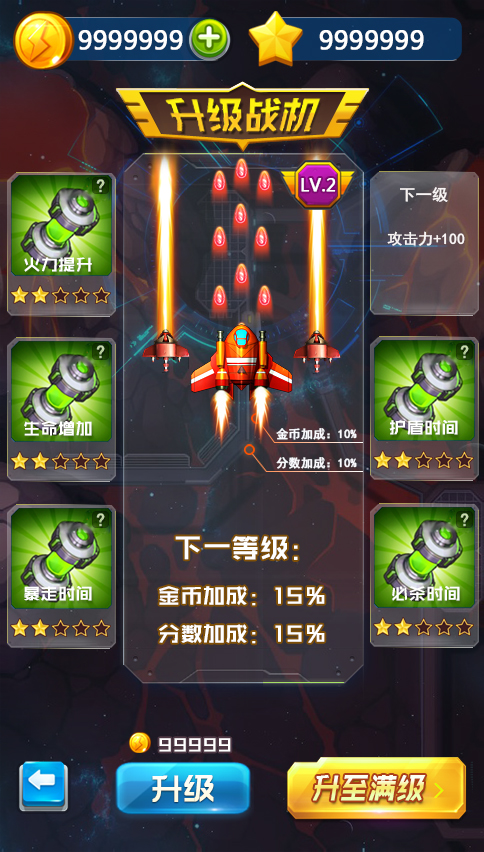 9999999
9999999
升级战机
LV.2
?
火力提升
下一级
攻击力+100
?
生命增加
?
护盾时间
金币加成：10%
分数加成：10%
?
暴走时间
?
必杀时间
下一等级：
金币加成：15%
分数加成：15%
99999
升级
升至满级